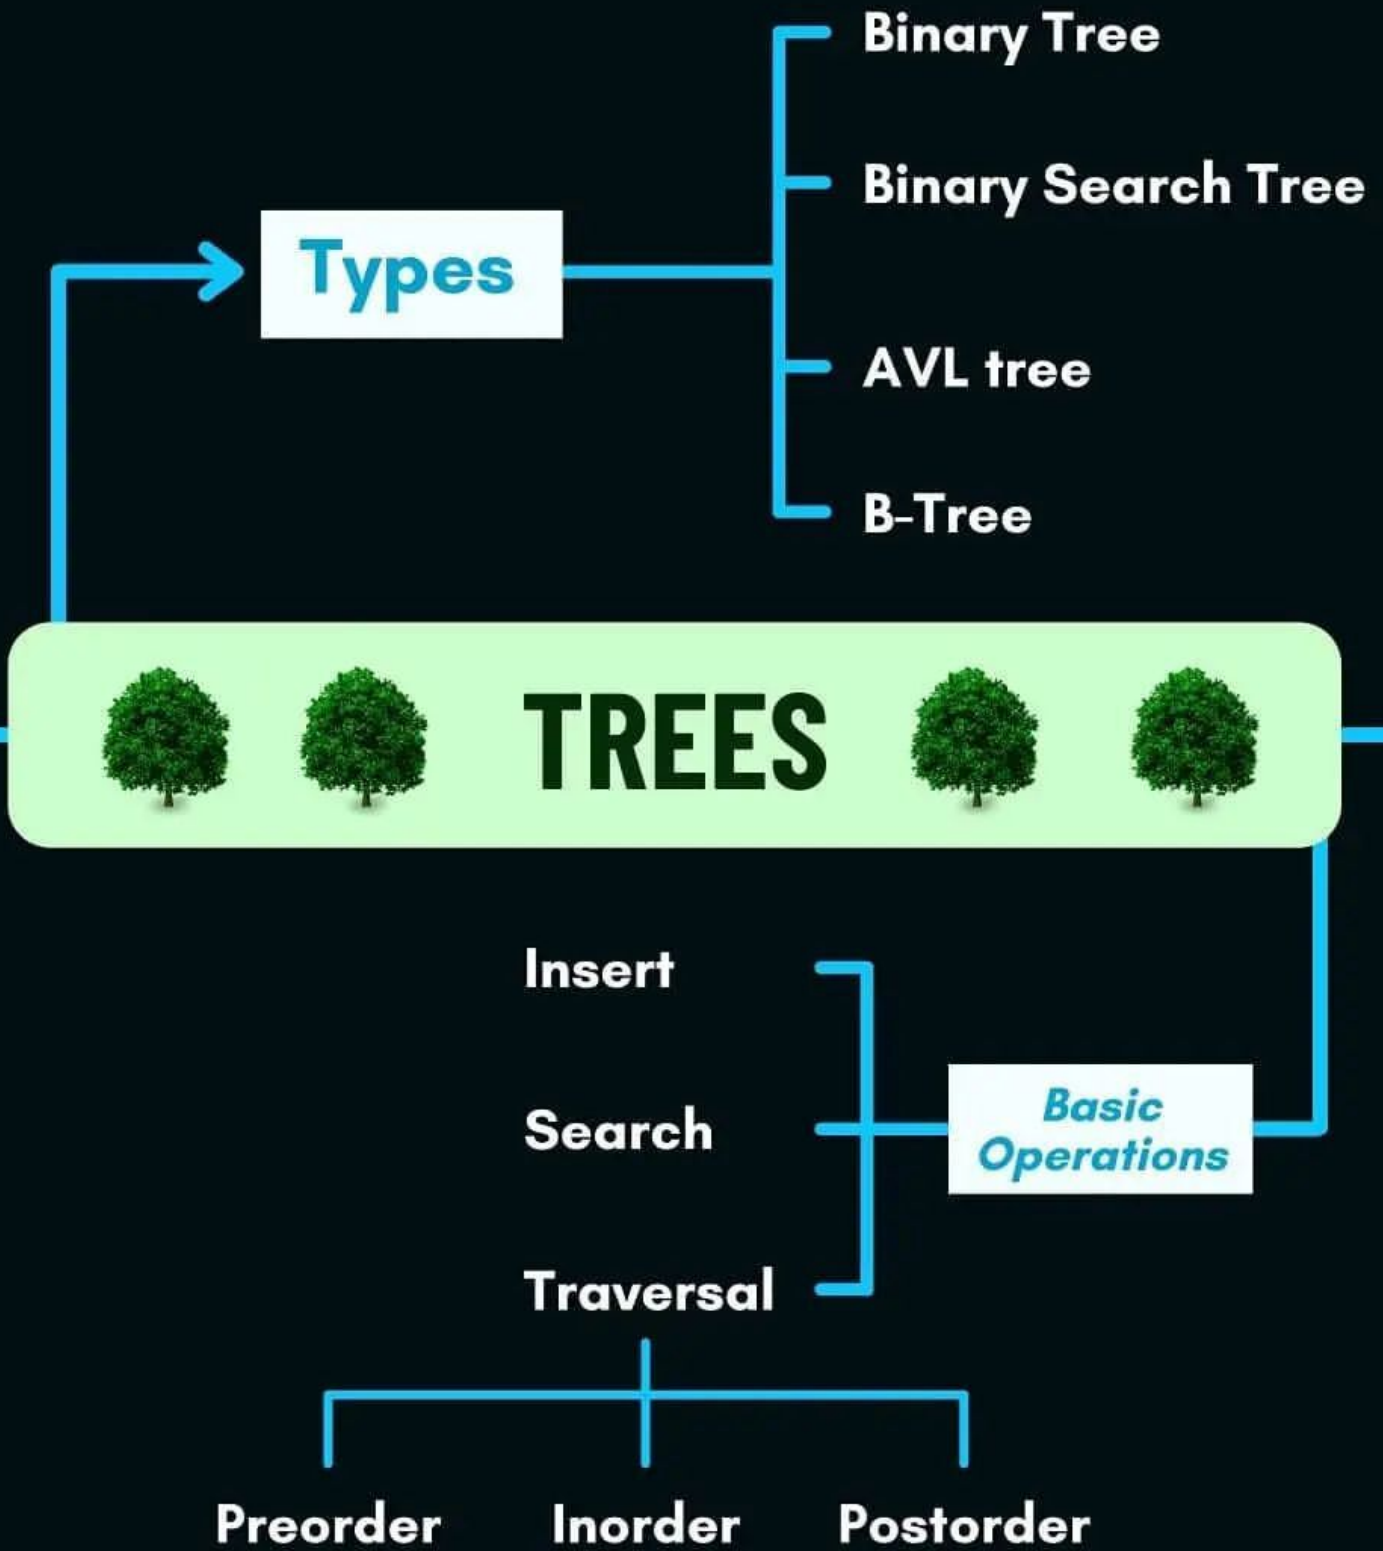 Binary Tree
Binary Search Tree
Types
AVL tree
B-Tree
TREES
Insert
Search
Basic
Operations
Traversal
Preorder Inorder Postorder